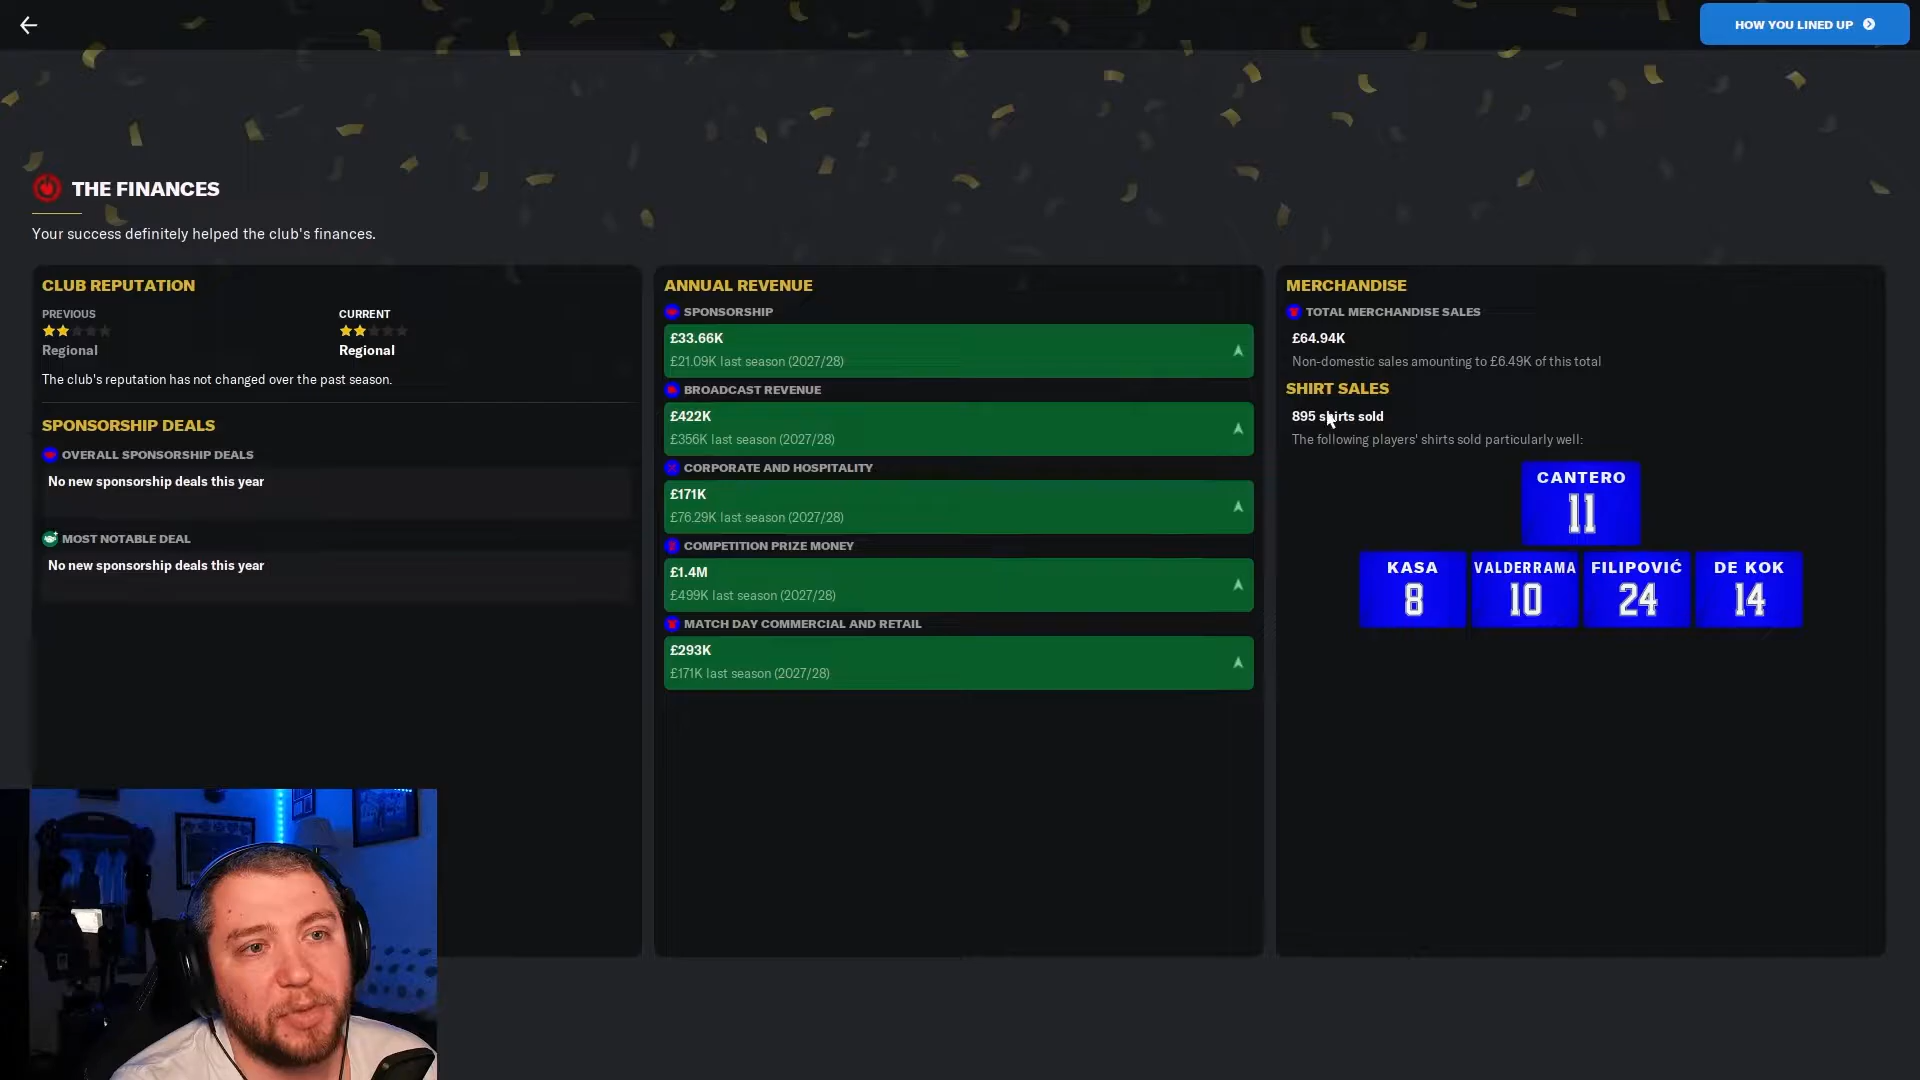 HOW YOU LINED UP
THE FINANCES
Your success definitely helped the club's finances.
CLUB REPUTATION
PREVIOUS
CURRENT
Regional
Regional
The club's reputation has not changed over the past season.
SPONSORSHIP DEALS
OVERALL SPONSORSHIP DEALS
No new sponsorship deals this year
MOST NOTABLE DEAL
No new sponsorship deals this year
ANNUAL REVENUE
SPONSORSHIP
£33.66K
£21.09K last season (2027/28)
BROADCAST REVENUE
£422K
£356K last season (2027/28)
CORPORATE AND HOSPITALITY
£171K
£76.29K last season (2027/28)
COMPETITION PRIZE MONEY
£1.4M
£499K last season (2027/28)
MATCH DAY COMMERCIAL AND RETAIL
£293K
£171K last season (2027/28)
MERCHANDISE
TOTAL MERCHANDISE SALES
£64.94K
Non-domestic sales amounting to £6.49K of this total
SHIRT SALES
895 shirts sold
The following players' shirts sold particularly well:
CANTERO
11
KASA
8
VALDERRAMA
10
FILIPOVIĆ
24
DE KOK
14